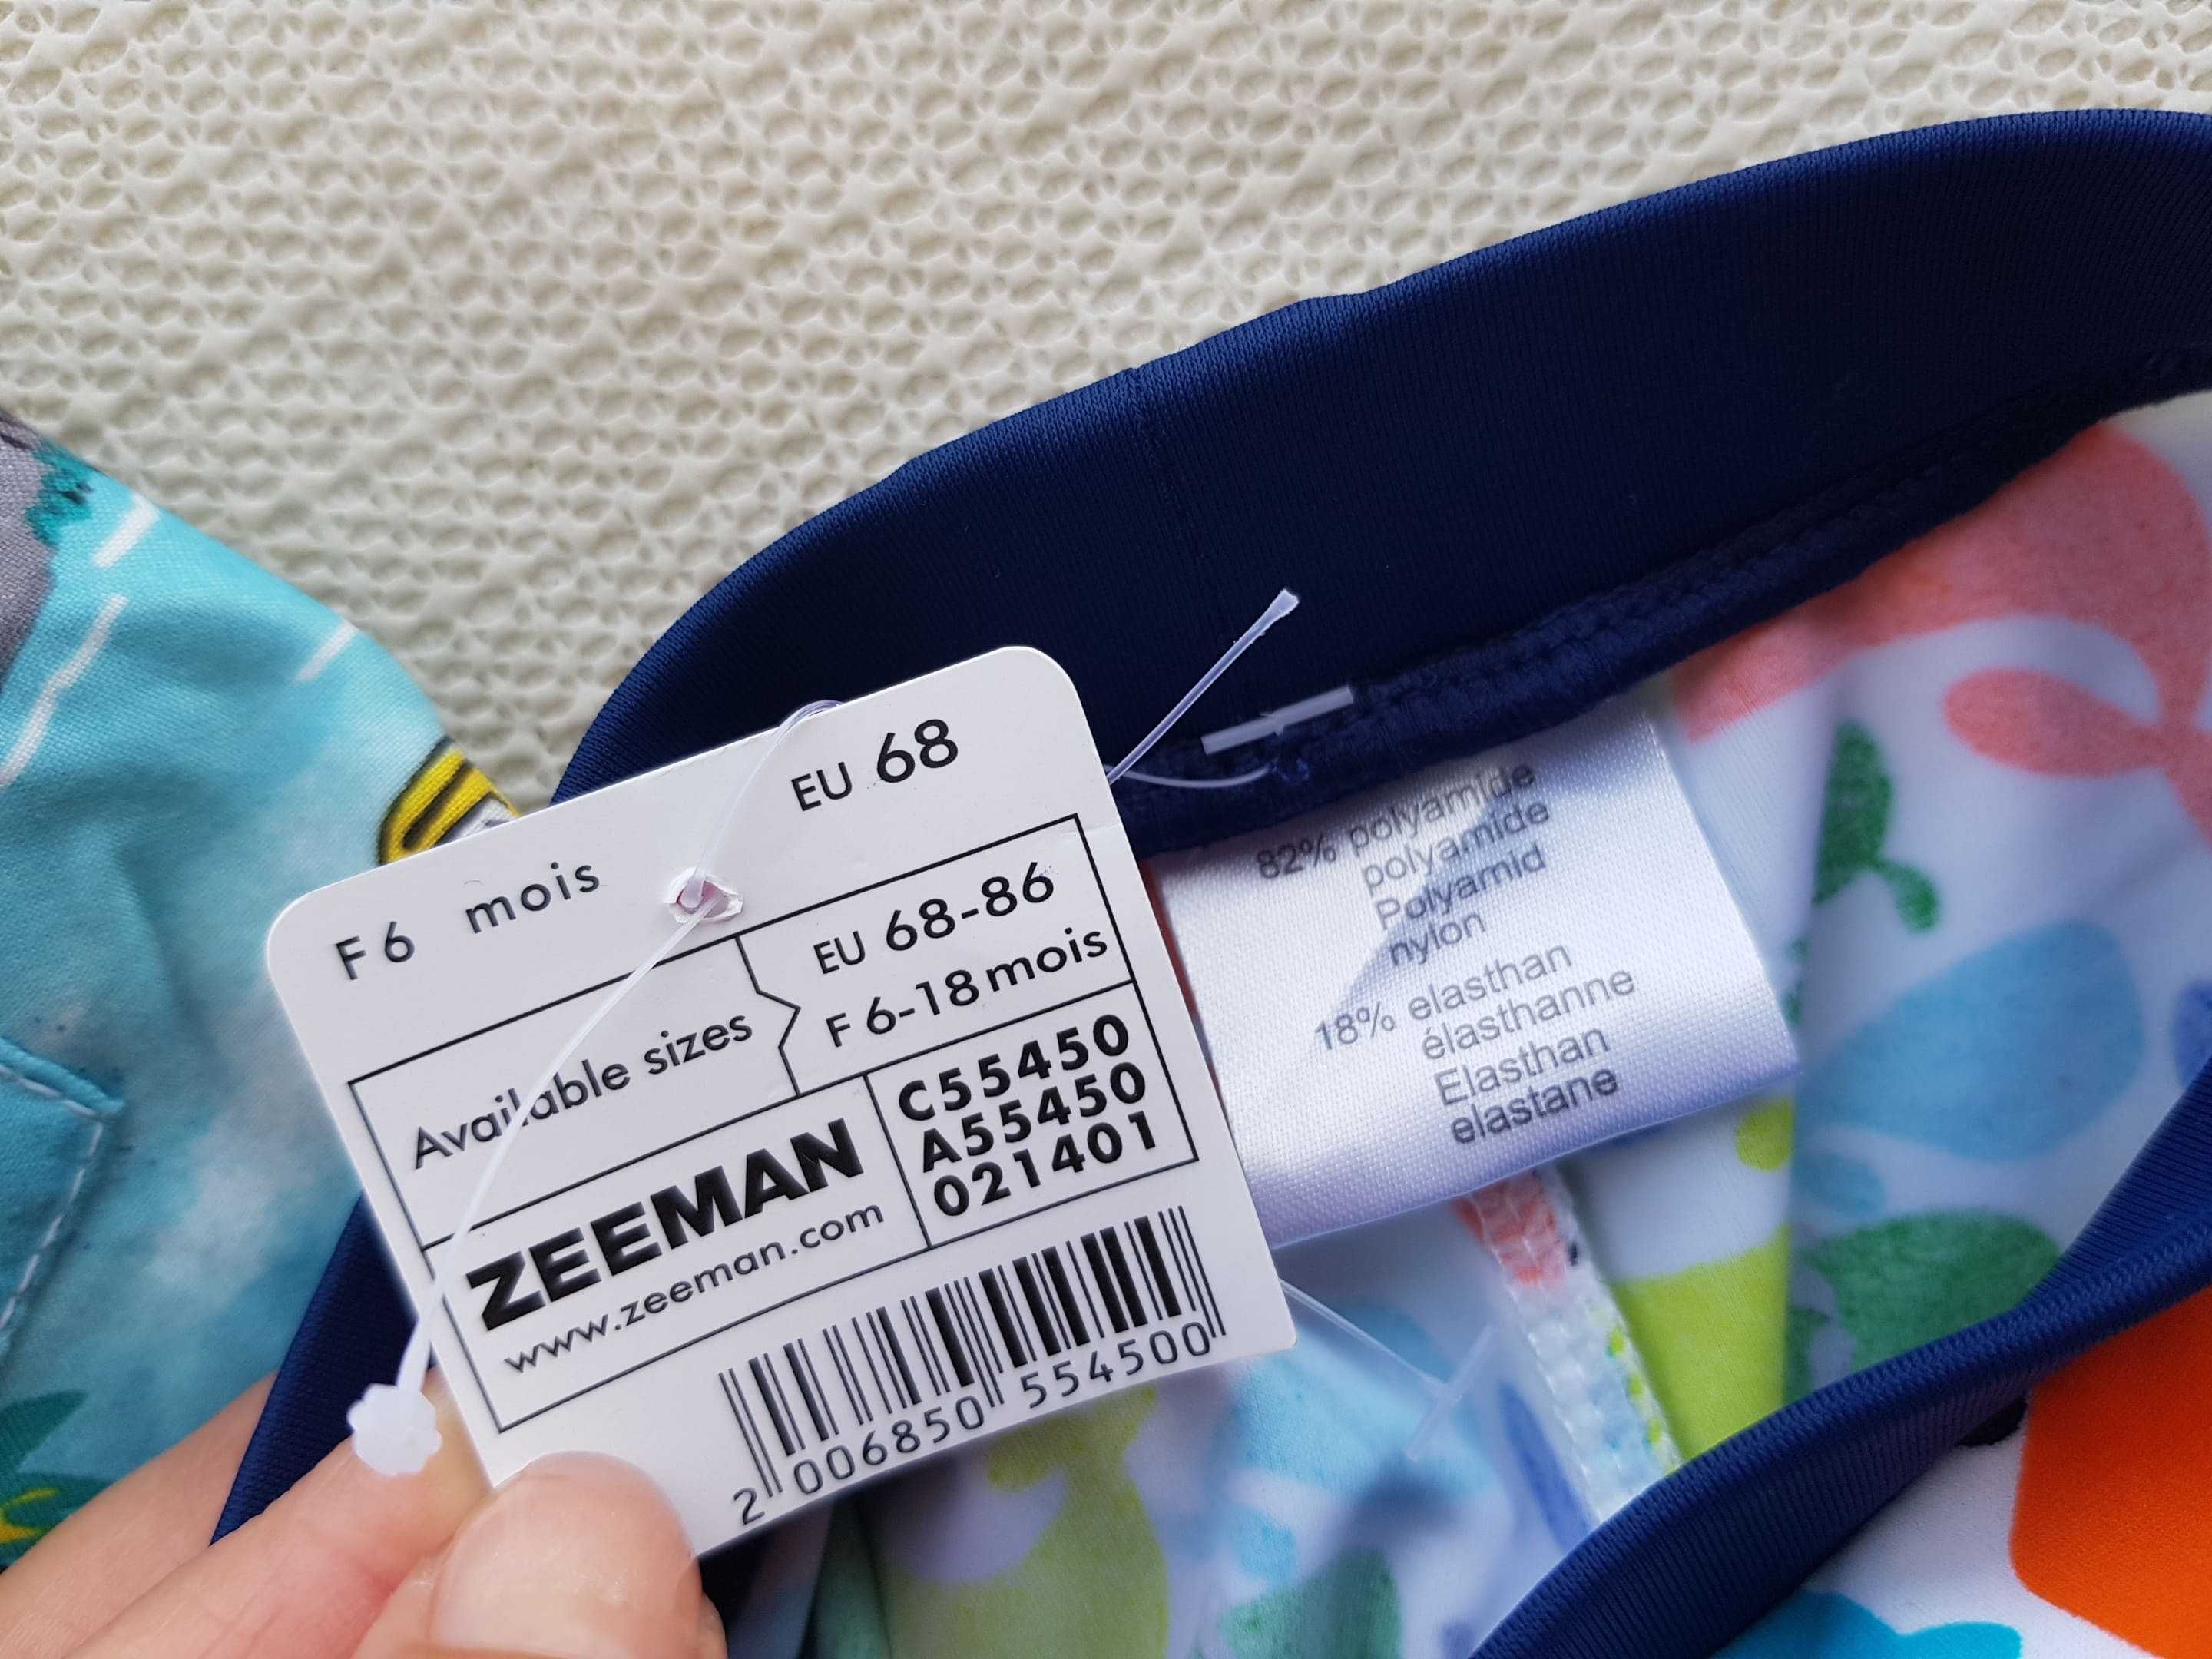 EU 68
F 6 mois
Available sizes
EU 68-86
F 6-18 mois
ZEEMAN
www.zeeman.com
C55450
A55450
021401
2 006850 554500
82% polyamide
polyamide
Polyamid
nylon
18% elasthan
élasthanne
Elasthan
elastane